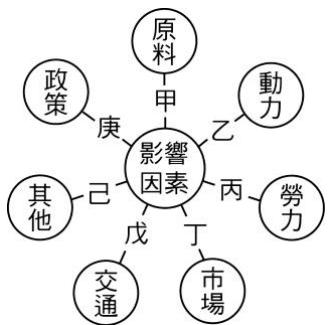 原料
甲
政策
動力
庚
乙
影響
因素
其他
己
丙
勞力
戊
丁
交通
市場